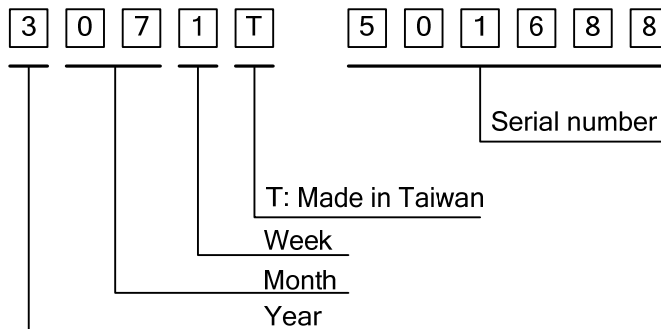 3 0 7 1 T 5 0 1 6 8 8
Serial number
T: Made in Taiwan
Week
Month
Year